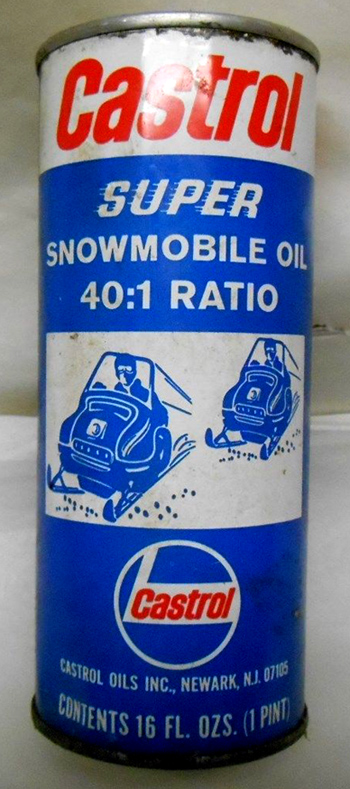 Castrol
SUPER
SNOWMOBILE OIL
40:1 RATIO
Castrol
CASTROL OILS INC., NEWARK, N.J. 07105
CONTENTS 16 FL. OZS. (1 PINT)